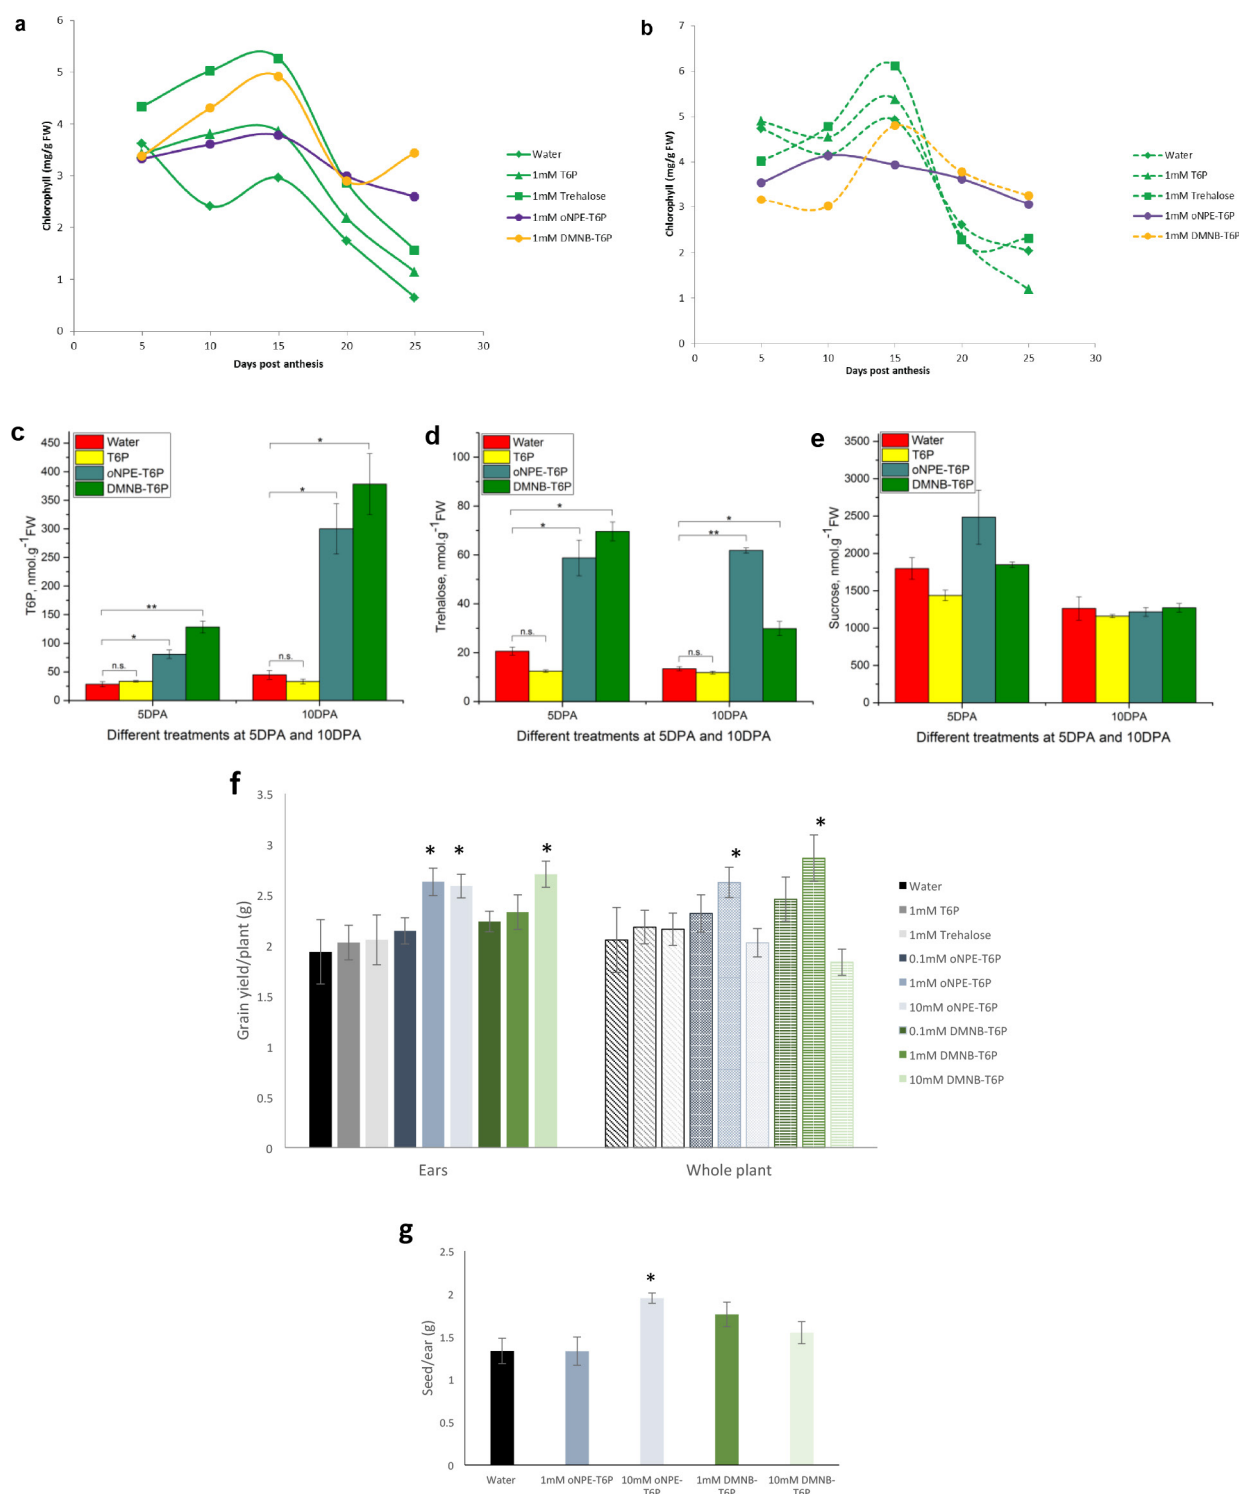 a
6
5
4
3
2
1
0
Chlorophyll (mg/g FW)
0 5 10 15 20 25 30
Days post anthesis
Water
1mM T6P
1mM Trehalose
1mM oNPE-T6P
1mM DMNB-T6P
b
7
6
5
4
3
2
1
0
Chlorophyll (mg/g FW)
0 5 10 15 20 25 30
Days post anthesis
Water
1mM T6P
1mM Trehalose
1mM oNPE-T6P
1mM DMNB-T6P
c
Water
T6P
oNPE-T6P
DMNB-T6P
450
400
350
300
250
200
150
100
50
0
T6P, nmol.g-1FW
n.s.
*
**
n.s.
*
*
5DPA 10DPA
Different treatments at 5DPA and 10DPA
d
Water
T6P
oNPE-T6P
DMNB-T6P
100
80
60
40
20
0
Trehalose, nmol.g-1FW
n.s.
*
*
n.s.
**
*
5DPA 10DPA
Different treatments at 5DPA and 10DPA
e
Water
T6P
oNPE-T6P
DMNB-T6P
3500
3000
2500
2000
1500
1000
500
0
Sucrose, nmol.g-1FW
5DPA 10DPA
Different treatments at 5DPA and 10DPA
f
3.5
3
2.5
2
1.5
1
0.5
0
Grain yield/plant (g)
* * * * *
Ears Whole plant
Water
1mM T6P
1mM Trehalose
0.1mM oNPE-T6P
1mM oNPE-T6P
10mM oNPE-T6P
0.1mM DMNB-T6P
1mM DMNB-T6P
10mM DMNB-T6P
g
2.5
2
1.5
1
0.5
0
Seed/ear (g)
*
Water 1mM oNPE-T6P 10mM oNPE- 1mM DMNB- 10mM DMNB-
T6P T6P T6P